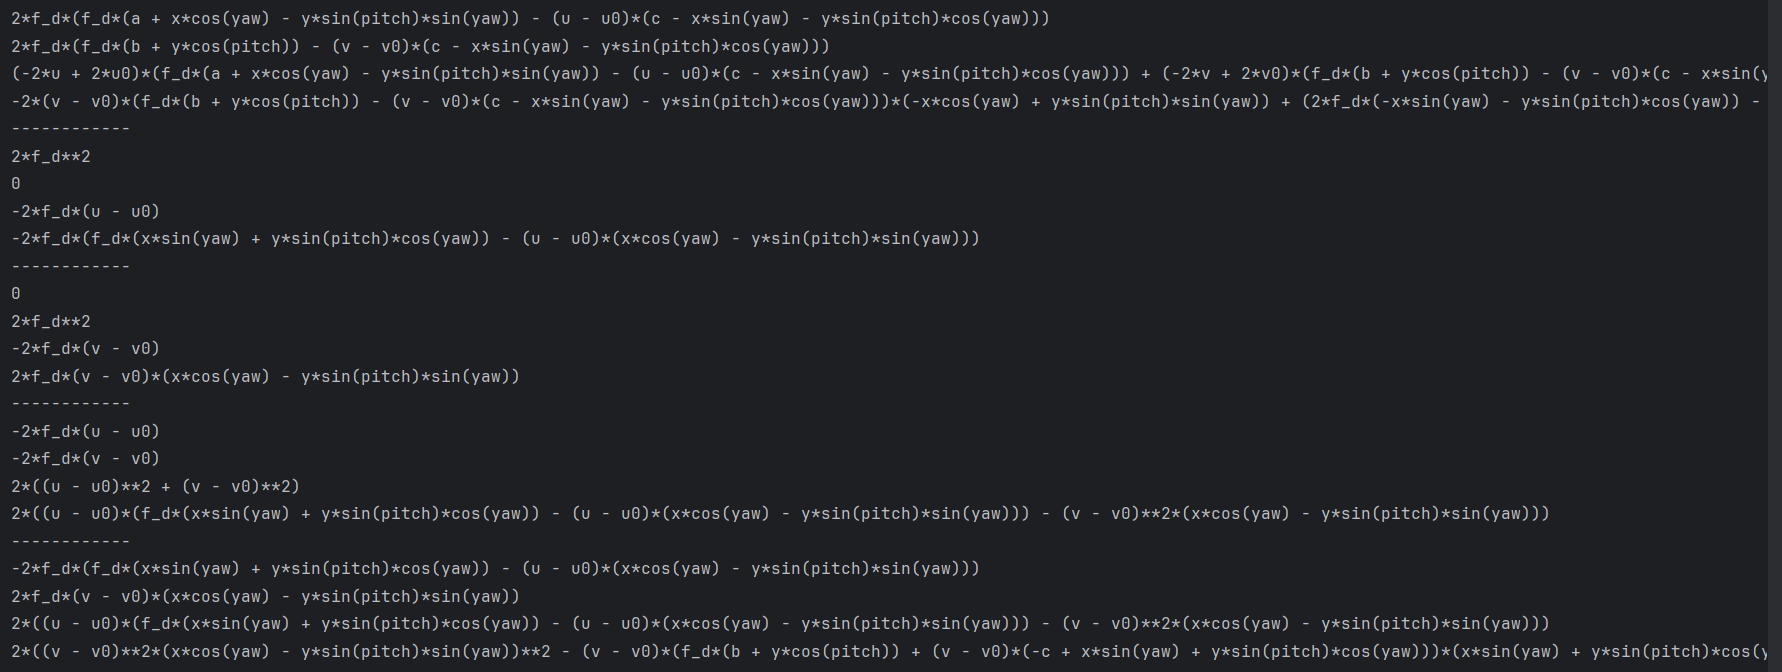 2*f_d*(f_d*(a + x*cos(yaw) - y*sin(pitch)*sin(yaw)) - (u - u0)*(c - x*sin(yaw) - y*sin(pitch)*cos(yaw)))
2*f_d*(f_d*(b + y*cos(pitch)) - (v - v0)*(c - x*sin(yaw) - y*sin(pitch)*cos(yaw)))
(-2*u + 2*u0)*(f_d*(a + x*cos(yaw) - y*sin(pitch)*sin(yaw)) - (u - u0)*(c - x*sin(yaw) - y*sin(pitch)*cos(yaw))) + (-2*v + 2*v0)*(f_d*(b + y*cos(pitch)) - (v - v0)*(c - x*sin(y
-2*(v - v0)*(f_d*(b + y*cos(pitch)) - (v - v0)*(c - x*sin(yaw) - y*sin(pitch)*cos(yaw)))*(-x*cos(yaw) + y*sin(pitch)*sin(yaw)) + (2*f_d*(-x*sin(yaw) - y*sin(pitch)*cos(yaw)) -
------------
2*f_d**2
0
-2*f_d*(u - u0)
-2*f_d*(f_d*(x*sin(yaw) + y*sin(pitch)*cos(yaw)) - (u - u0)*(x*cos(yaw) - y*sin(pitch)*sin(yaw)))
------------
0
2*f_d**2
-2*f_d*(v - v0)
2*f_d*(v - v0)*(x*cos(yaw) - y*sin(pitch)*sin(yaw))
------------
-2*f_d*(u - u0)
-2*f_d*(v - v0)
2*((u - u0)**2 + (v - v0)**2)
2*((u - u0)*(f_d*(x*sin(yaw) + y*sin(pitch)*cos(yaw)) - (u - u0)*(x*cos(yaw) - y*sin(pitch)*sin(yaw))) - (v - v0)**2*(x*cos(yaw) - y*sin(pitch)*sin(yaw)))
------------
-2*f_d*(f_d*(x*sin(yaw) + y*sin(pitch)*cos(yaw)) - (u - u0)*(x*cos(yaw) - y*sin(pitch)*sin(yaw)))
2*f_d*(v - v0)*(x*cos(yaw) - y*sin(pitch)*sin(yaw))
2*((u - u0)*(f_d*(x*sin(yaw) + y*sin(pitch)*cos(yaw)) - (u - u0)*(x*cos(yaw) - y*sin(pitch)*sin(yaw))) - (v - v0)**2*(x*cos(yaw) - y*sin(pitch)*sin(yaw)))
2*((v - v0)**2*(x*cos(yaw) - y*sin(pitch)*sin(yaw))**2 - (v - v0)*(f_d*(b + y*cos(pitch)) + (v - v0)*(-c + x*sin(yaw) + y*sin(pitch)*cos(yaw)))*(x*sin(yaw) + y*sin(pitch)*cos(y